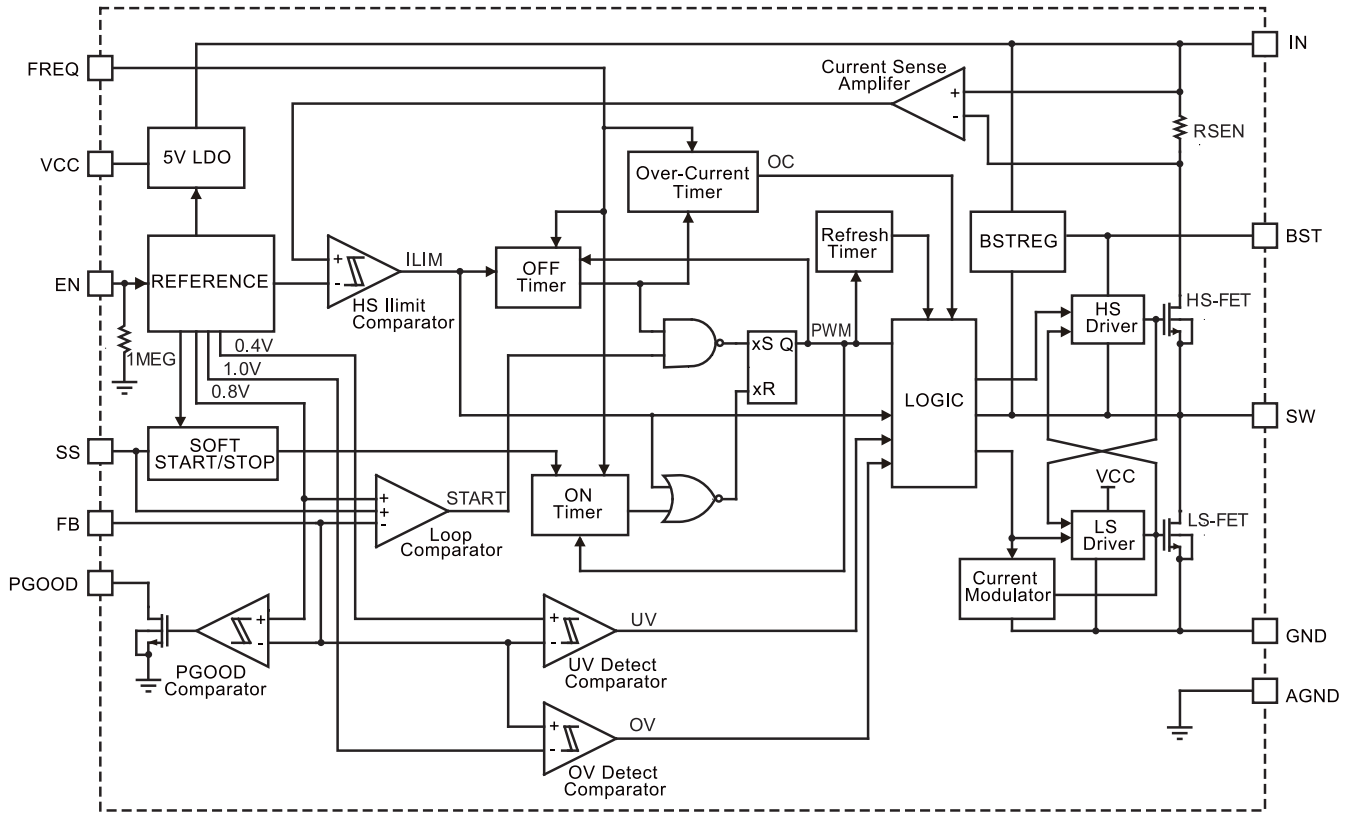 FREQ
IN
Current Sense
Amplifer
+
-
RSEN
VCC
5V LDO
Over-Current
Timer
OC
Refresh
Timer
BSTREG
BST
EN
REFERENCE
+
-
ILIM
HS Ilimit
Comparator
OFF
Timer
HS
Driver
HS-FET
1MEG
0.4V
1.0V
0.8V
xS Q
xR
PWM
LOGIC
SW
SS
SOFT
START/STOP
VCC
+
+
-
START
Loop
Comparator
ON
Timer
LS
Driver
LS-FET
FB
PGOOD
Current
Modulator
+
-
PGOOD
Comparator
+
-
UV
UV Detect
Comparator
GND
AGND
+
-
OV
OV Detect
Comparator